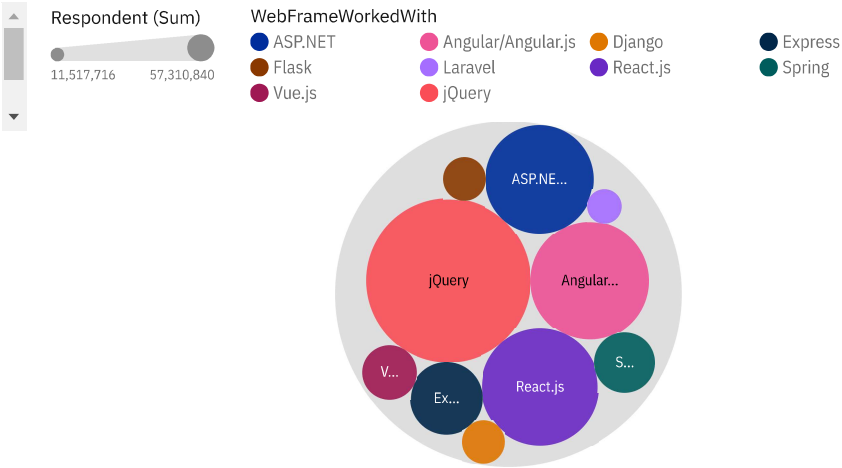 Respondent (Sum)
11,517,716 57,310,840
WebFrameWorkedWith
ASP.NET Angular/Angular.js Django Express
Flask Laravel React.js Spring
Vue.js jQuery
ASP.NE...
jQuery
Angular...
S...
V...
React.js
Ex...